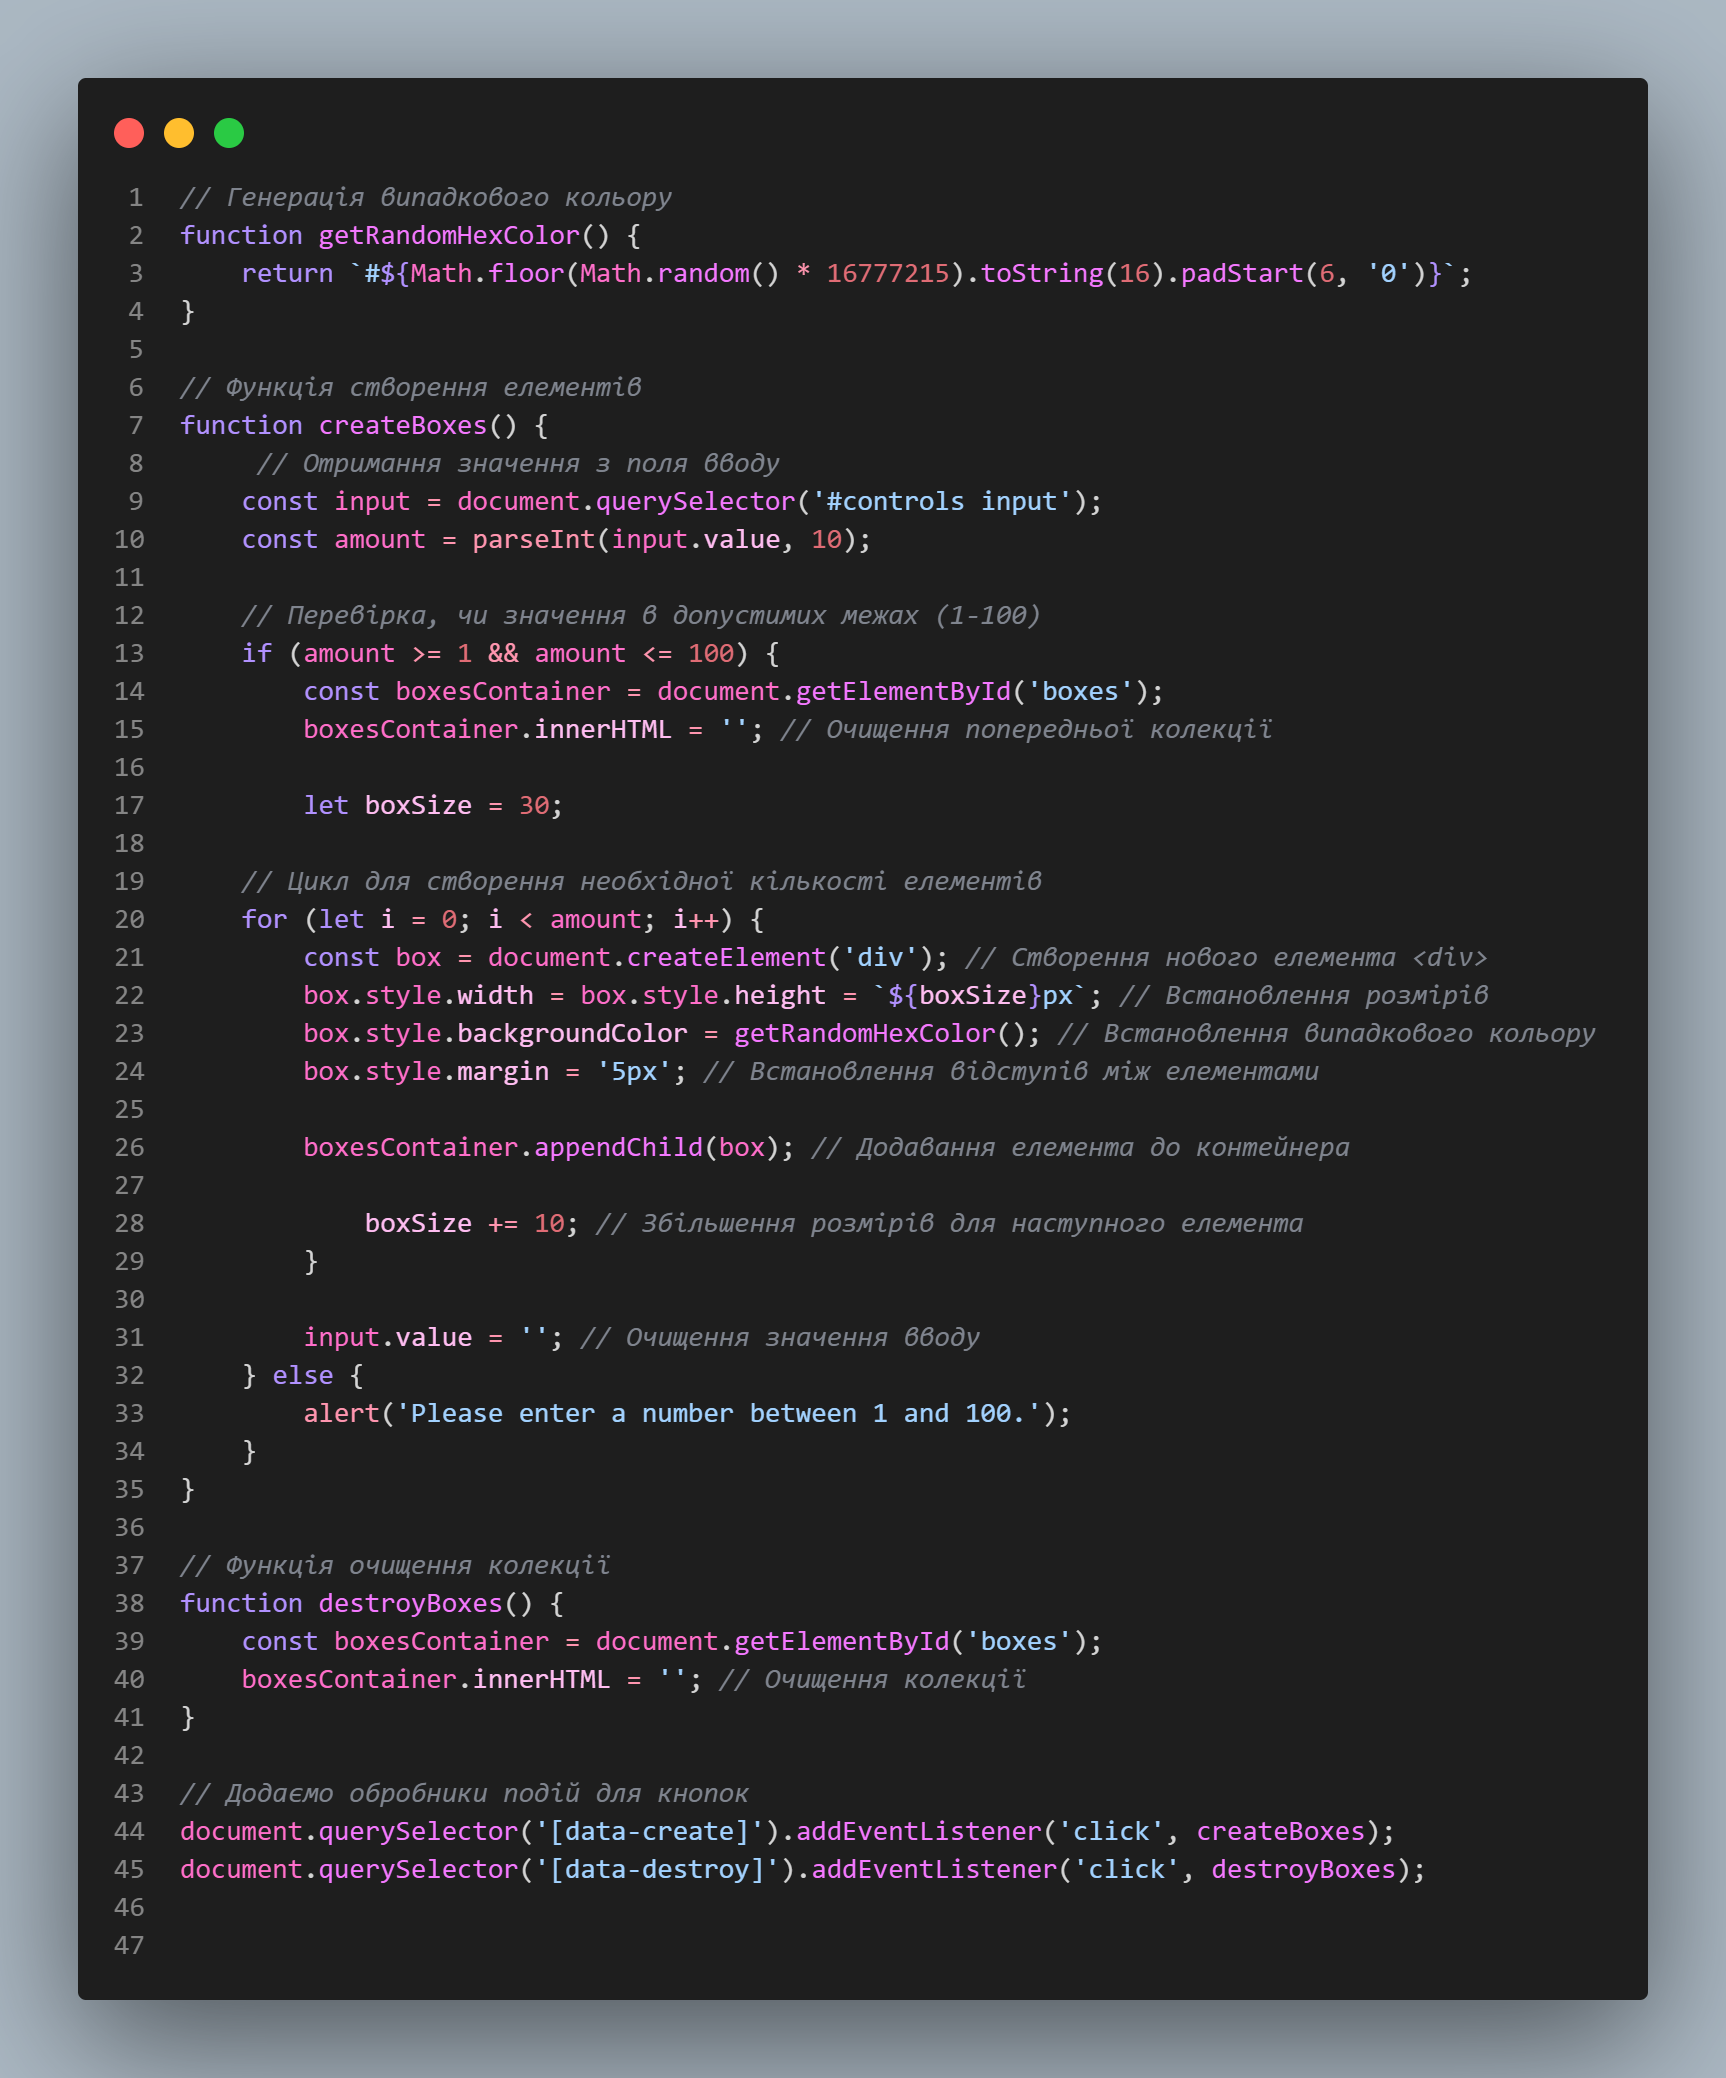 1 // Генерація випадкового кольору
2 function getRandomHexColor() {
3     return `#${Math.floor(Math.random() * 16777215).toString(16).padStart(6, '0')}`;
4 }
5
6 // Функція створення елементів
7 function createBoxes() {
8      // Отримання значення з поля вводу
9     const input = document.querySelector('#controls input');
10     const amount = parseInt(input.value, 10);
11
12     // Перевірка, чи значення в допустимих межах (1-100)
13     if (amount >= 1 && amount <= 100) {
14         const boxesContainer = document.getElementById('boxes');
15         boxesContainer.innerHTML = ''; // Очищення попередньої колекції
16
17         let boxSize = 30;
18
19     // Цикл для створення необхідної кількості елементів
20     for (let i = 0; i < amount; i++) {
21         const box = document.createElement('div'); // Створення нового елемента <div>
22         box.style.width = box.style.height = `${boxSize}px`; // Встановлення розмірів
23         box.style.backgroundColor = getRandomHexColor(); // Встановлення випадкового кольору
24         box.style.margin = '5px'; // Встановлення відступів між елементами
25
26         boxesContainer.appendChild(box); // Додавання елемента до контейнера
27
28             boxSize += 10; // Збільшення розмірів для наступного елемента
29         }
30
31         input.value = ''; // Очищення значення вводу
32     } else {
33         alert('Please enter a number between 1 and 100.');
34     }
35 }
36
37 // Функція очищення колекції
38 function destroyBoxes() {
39     const boxesContainer = document.getElementById('boxes');
40     boxesContainer.innerHTML = ''; // Очищення колекції
41 }
42
43 // Додаємо обробники подій для кнопок
44 document.querySelector('[data-create]').addEventListener('click', createBoxes);
45 document.querySelector('[data-destroy]').addEventListener('click', destroyBoxes);
46
47